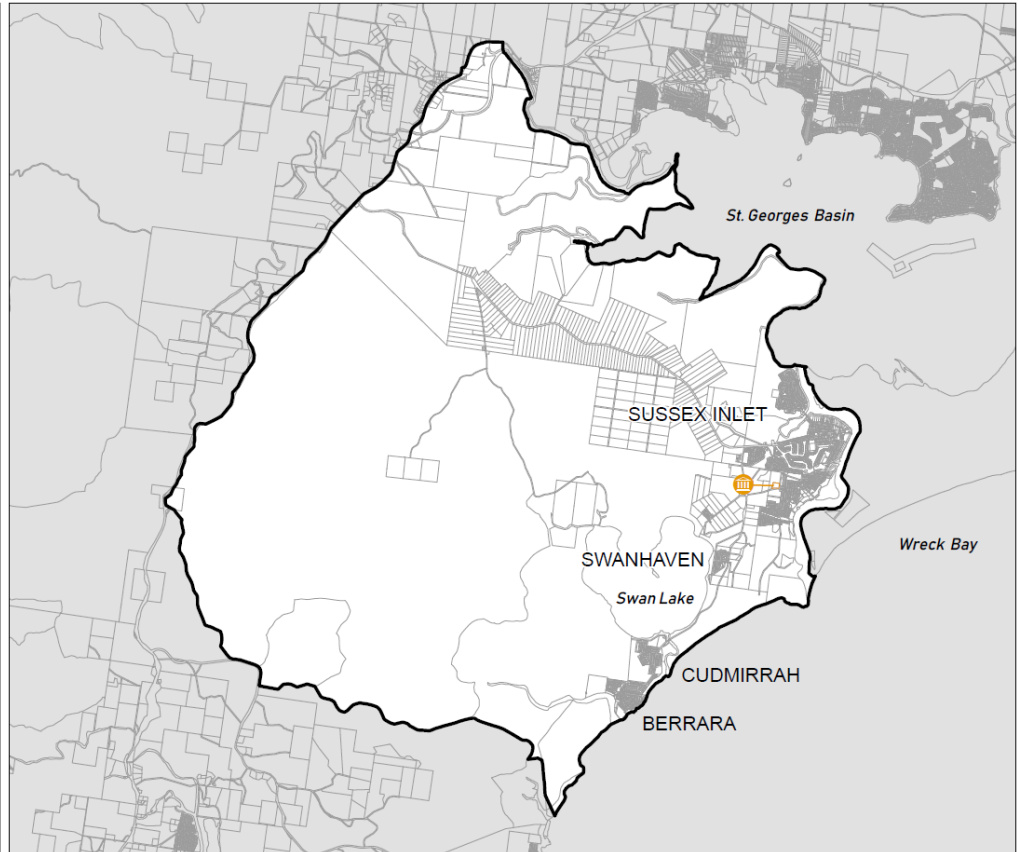 St. Georges Basin
SUSSEX INLET
Wreck Bay
SWANHAVEN
Swan Lake
CUDMIRRAH
BERRARA